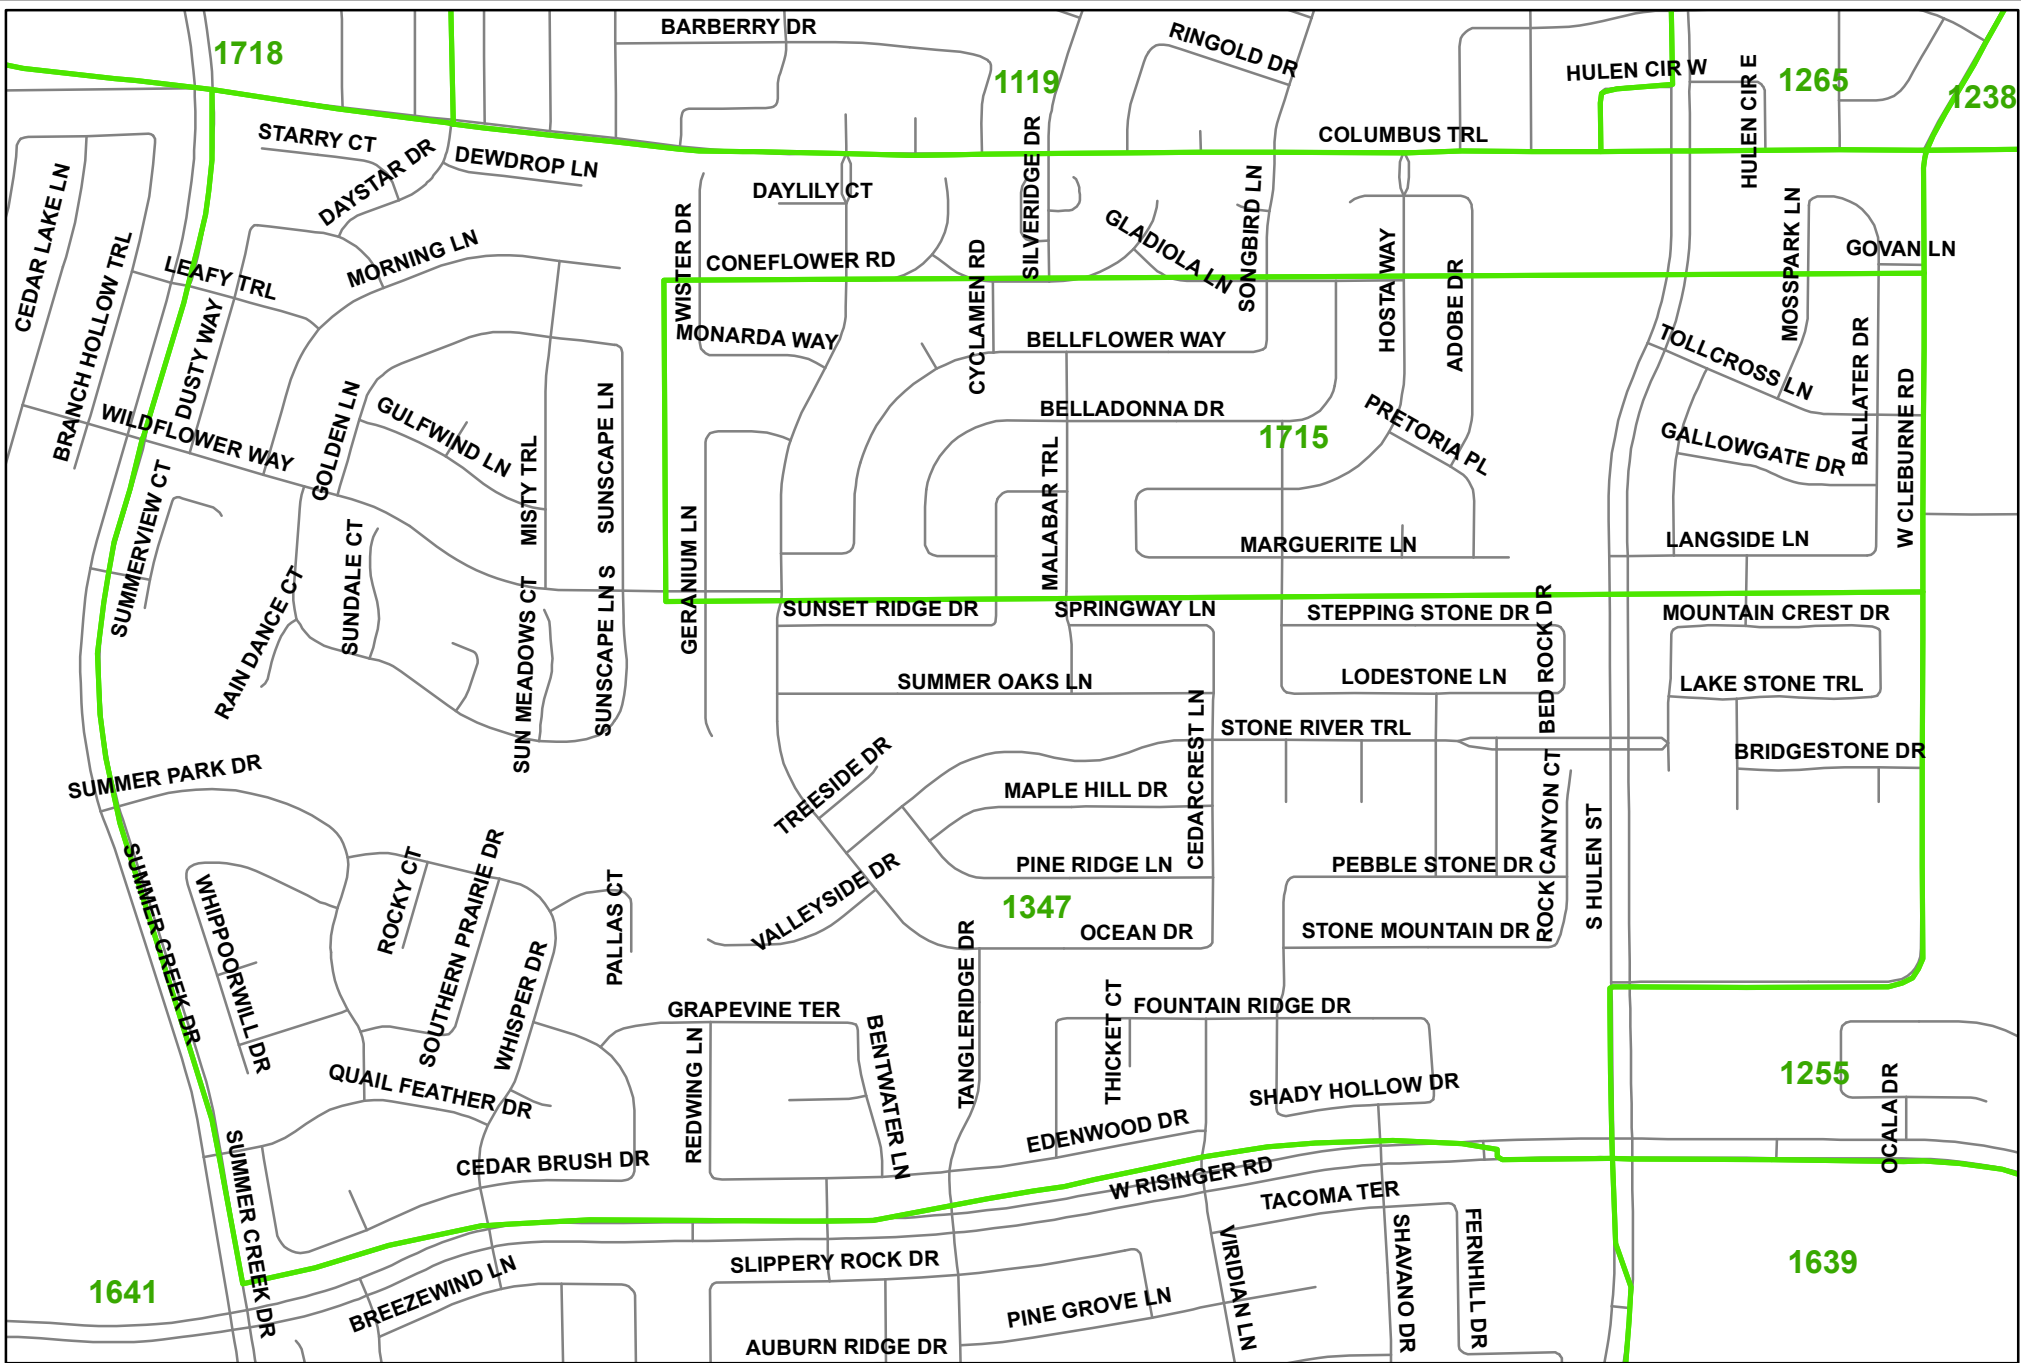 BARBERRY DR
RINGOLD DR
1718
1119
HULEN CIR W
HULEN CIR E
1265
1238
STARRY CT
DAYSTAR DR
DEWDROP LN
COLUMBUS TRL
CEDAR LAKE LN
BRANCH HOLLOW TRL
LEAFY TRL
DUSTY WAY
MORNING LN
WISTER DR
DAYLILY CT
CONEFLOWER RD
CYCLAMEN RD
SILVERIDGE DR
GLADIOLA LN
SONGBIRD LN
HOSTA WAY
ADOBE DR
MOSSPARK LN
GOVAN LN
MONARDA WAY
BELLFLOWER WAY
TOLLCROSS LN
BALLATER DR
W CLEBURNE RD
WILDFLOWER WAY
GOLDEN LN
GULFWIND LN
MISTY TRL
SUNSCAPE LN
BELLADONNA DR
1715
PRETORIA PL
GALLOWGATE DR
SUMMERVIEW CT
RAIN DANCE CT
SUNDALE CT
SUN MEADOWS CT
SUNSCAPE LN S
GERANIUM LN
MALABAR TRL
MARGUERITE LN
LANGSIDE LN
SUNSET RIDGE DR
SPRINGWAY LN
STEPPING STONE DR
BED ROCK DR
MOUNTAIN CREST DR
SUMMER OAKS LN
LODESTONE LN
LAKE STONE TRL
CEDARCREST LN
STONE RIVER TRL
BRIDGESTONE DR
SUMMER PARK DR
TREESIDE DR
MAPLE HILL DR
ROCK CANYON CT
S HULEN ST
SUMMER CREEK DR
WHIPPOORWILL DR
ROCKY CT
SOUTHERN PRAIRIE DR
WHISPER DR
PALLAS CT
VALLEYSIDE DR
PINE RIDGE LN
PEBBLE STONE DR
1347
OCEAN DR
STONE MOUNTAIN DR
TANGLERIDGE DR
GRAPEVINE TER
REDWING LN
BENTWATER LN
THICKET CT
FOUNTAIN RIDGE DR
1255
OCALA DR
QUAIL FEATHER DR
SHADY HOLLOW DR
EDENWOOD DR
CEDAR BRUSH DR
SUMMER CREEK DR
W RISINGER RD
TACOMA TER
VIRIDIAN LN
SHAVANO DR
FERNHILL DR
1639
1641
BREEZEWIND LN
SLIPPERY ROCK DR
PINE GROVE LN
AUBURN RIDGE DR